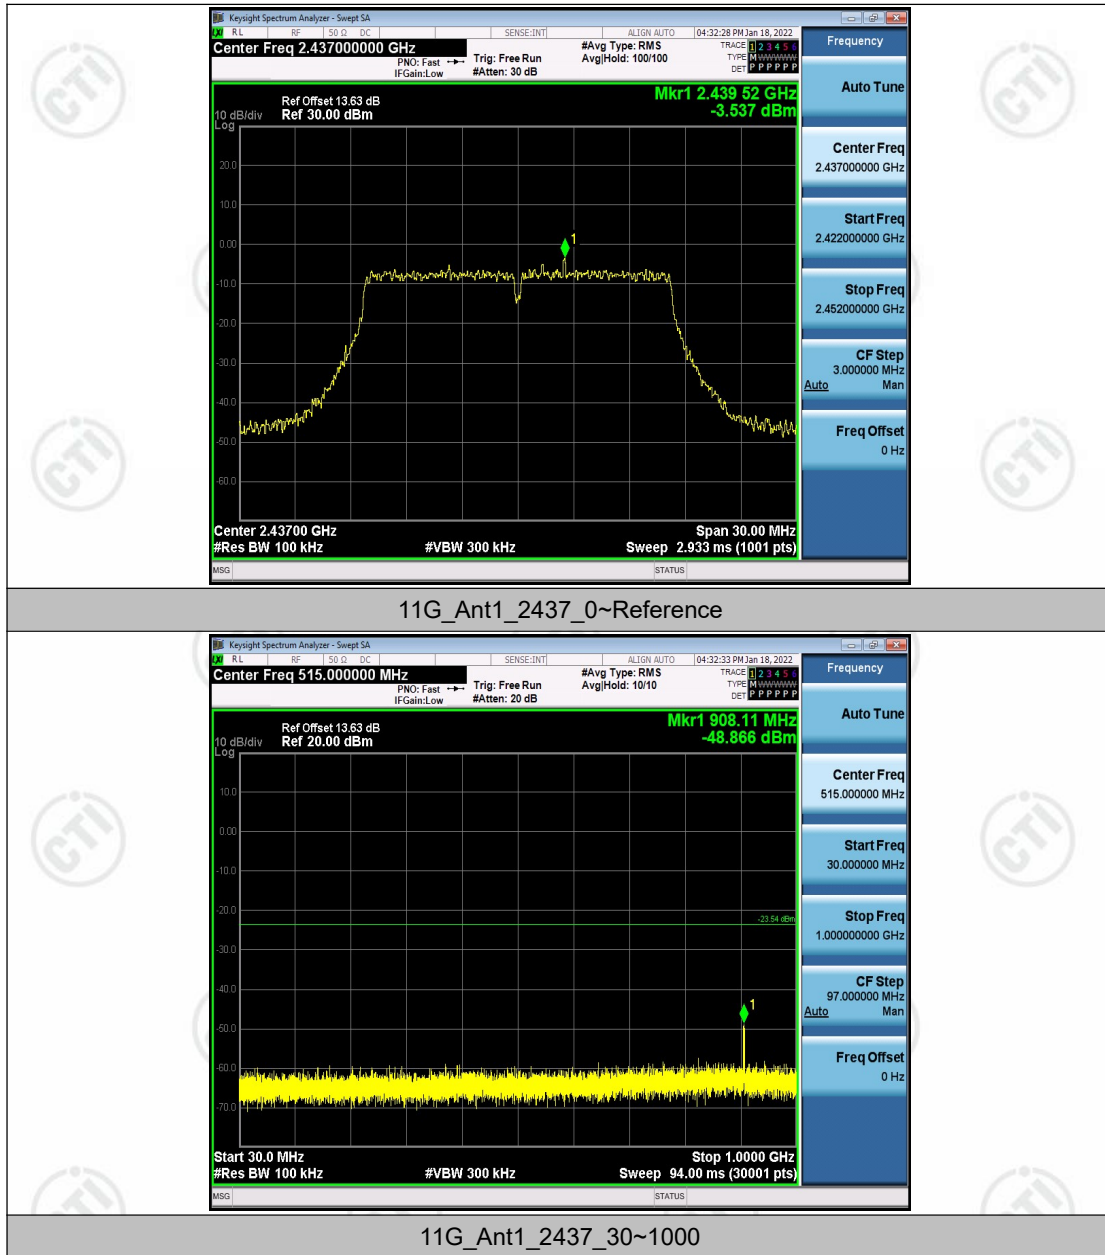 Keysight Spectrum Analyzer - Swept SA
RL RF 50 Ω DC SENSE:INT ALIGN AUTO 04:32:28 PM Jan 18, 2022
Center Freq 2.437000000 GHz #Avg Type: RMS TRACE 1 2 3 4 5 6
PNO: Fast Trig: Free Run Avg|Hold: 100/100 TYPE M WWWWW
IFGain:Low #Atten: 30 dB DET P P P P P P
Frequency
Auto Tune
Ref Offset 13.63 dB Mkr1 2.439 52 GHz
10 dB/div Ref 30.00 dBm -3.537 dBm
Log
20.0
10.0
0.00
-10.0
-20.0
-30.0
-40.0
-50.0
-60.0
1
Center Freq
2.437000000 GHz
Start Freq
2.422000000 GHz
Stop Freq
2.452000000 GHz
CF Step
3.000000 MHz
Auto Man
Freq Offset
0 Hz
Center 2.43700 GHz Span 30.00 MHz
#Res BW 100 kHz #VBW 300 kHz Sweep 2.933 ms (1001 pts)
MSG STATUS
11G_Ant1_2437_0~Reference
Keysight Spectrum Analyzer - Swept SA
RL RF 50 Ω DC SENSE:INT ALIGN AUTO 04:32:33 PM Jan 18, 2022
Center Freq 515.000000 MHz #Avg Type: RMS TRACE 1 2 3 4 5 6
PNO: Fast Trig: Free Run Avg|Hold: 10/10 TYPE M WWWWW
IFGain:Low #Atten: 20 dB DET P P P P P P
Frequency
Auto Tune
Ref Offset 13.63 dB Mkr1 908.11 MHz
10 dB/div Ref 20.00 dBm -48.866 dBm
Log
10.0
0.00
-10.0
-20.0
-23.54 dBm
-30.0
-40.0
-50.0
-60.0
-70.0
1
Center Freq
515.000000 MHz
Start Freq
30.000000 MHz
Stop Freq
1.000000000 GHz
CF Step
97.000000 MHz
Auto Man
Freq Offset
0 Hz
Start 30.0 MHz Stop 1.0000 GHz
#Res BW 100 kHz #VBW 300 kHz Sweep 94.00 ms (30001 pts)
MSG STATUS
11G_Ant1_2437_30~1000
CTI
CTI
CTI
CTI
CTI
CTI
CTI
CTI